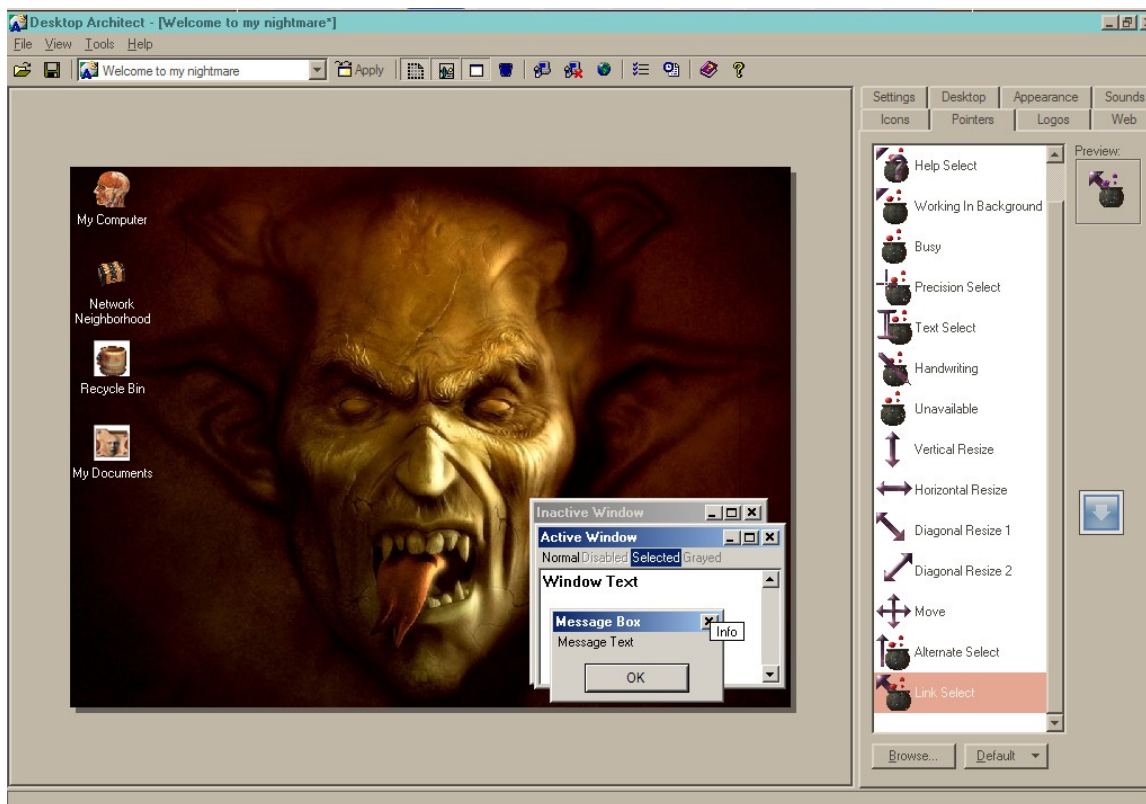 Desktop Architect - [Welcome to my nightmare*]
File View Tools Help
Welcome to my nightmare Apply
Settings Desktop Appearance Sounds
Icons Pointers Logos Web
My Computer
Network
Neighborhood
Recycle Bin
My Documents
Inactive Window
Active Window
Normal Disabled Selected Grayed
Window Text
Message Box
Info
Message Text
OK
Preview:
Help Select
Working In Background
Busy
Precision Select
Text Select
Handwriting
Unavailable
Vertical Resize
Horizontal Resize
Diagonal Resize 1
Diagonal Resize 2
Move
Alternate Select
Link Select
Browse... Default